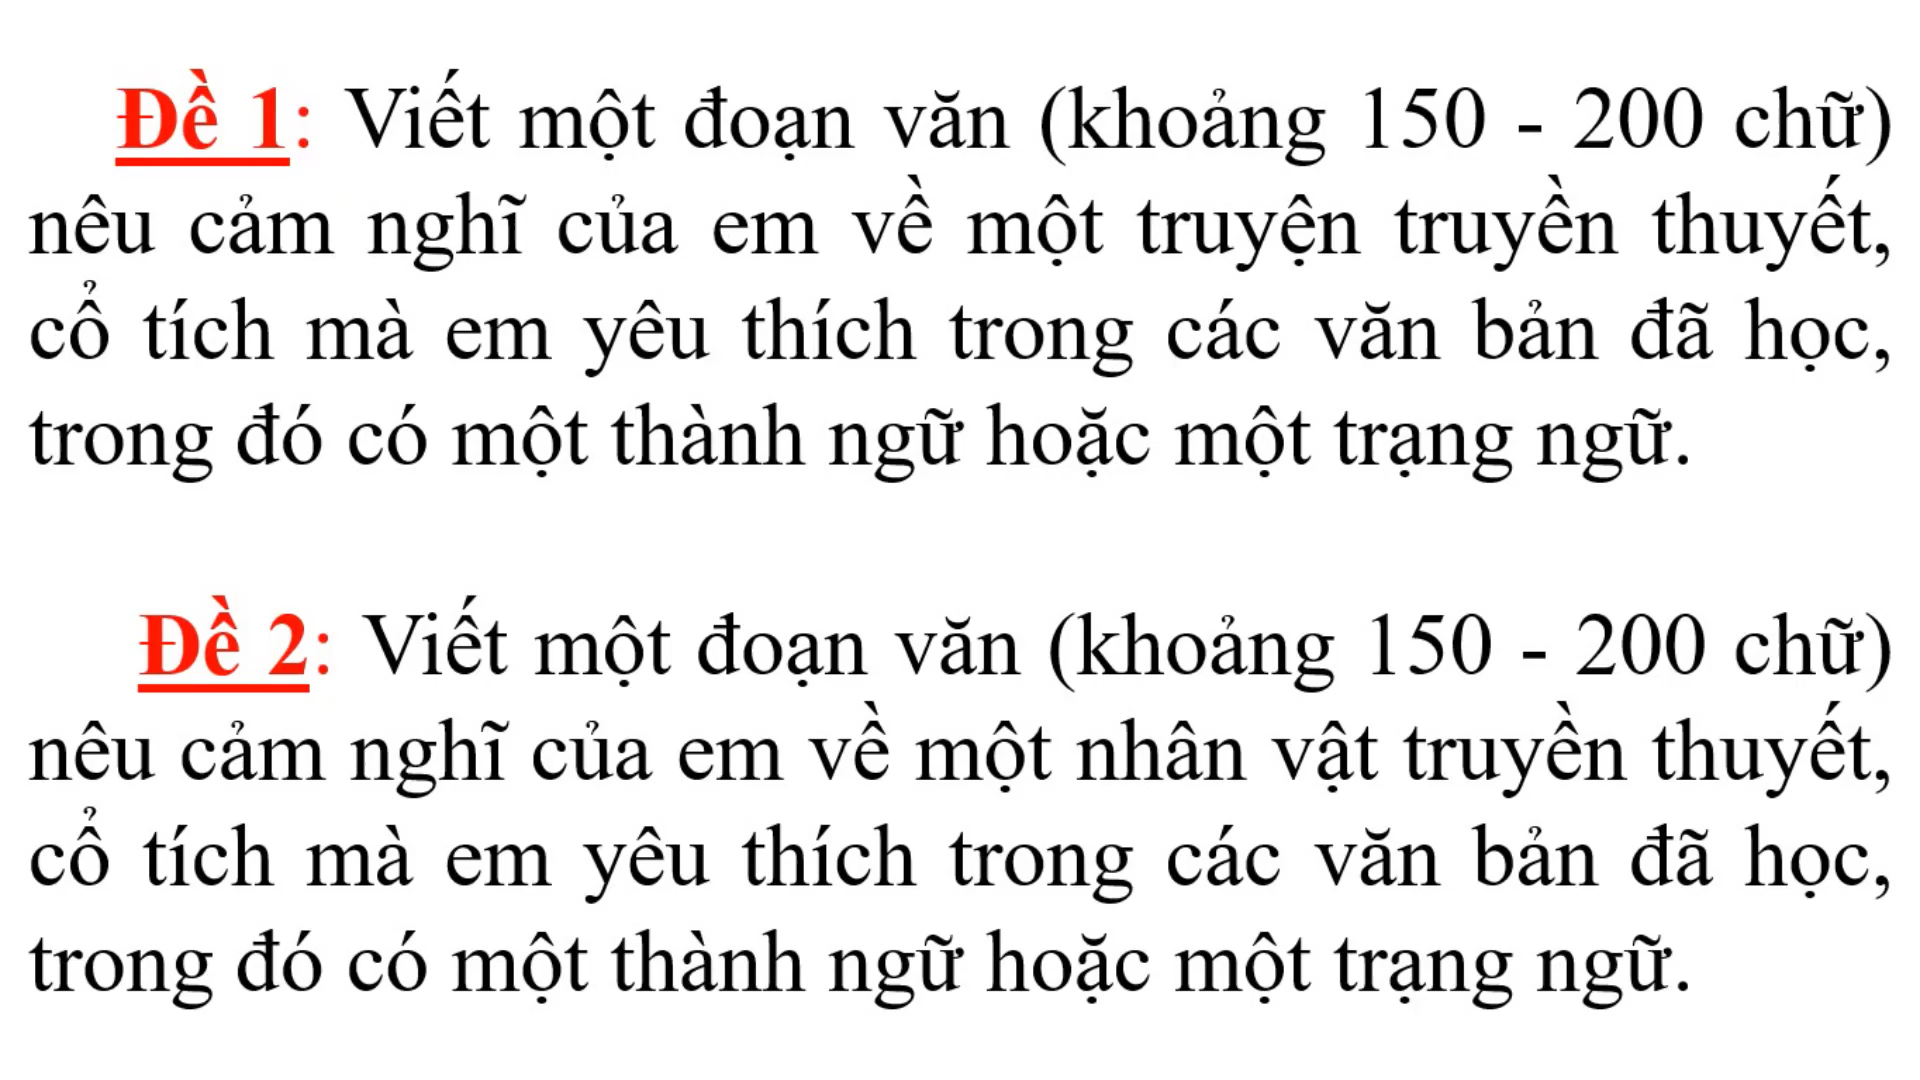 Đề 1: Viết một đoạn văn (khoảng 150 - 200 chữ)
nêu cảm nghĩ của em về một truyện truyền thuyết,
cổ tích mà em yêu thích trong các văn bản đã học,
trong đó có một thành ngữ hoặc một trạng ngữ.
Đề 2: Viết một đoạn văn (khoảng 150 - 200 chữ)
nêu cảm nghĩ của em về một nhân vật truyền thuyết,
cổ tích mà em yêu thích trong các văn bản đã học,
trong đó có một thành ngữ hoặc một trạng ngữ.